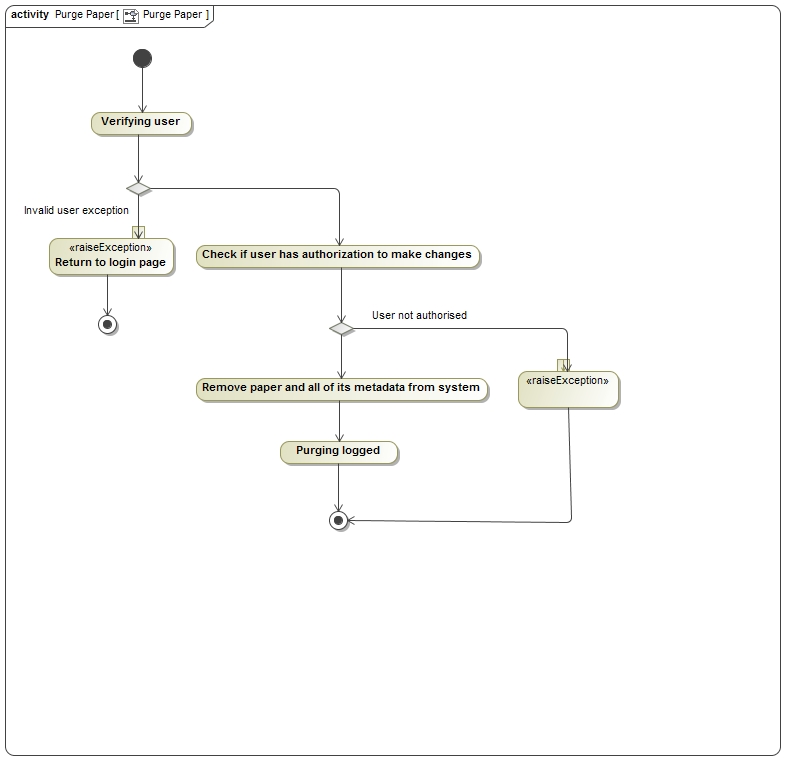 activity Purge Paper [ Purge Paper ]
Verifying user
Invalid user exception
«raiseException»
Return to login page
Check if user has authorization to make changes
User not authorised
Remove paper and all of its metadata from system
«raiseException»
Purging logged